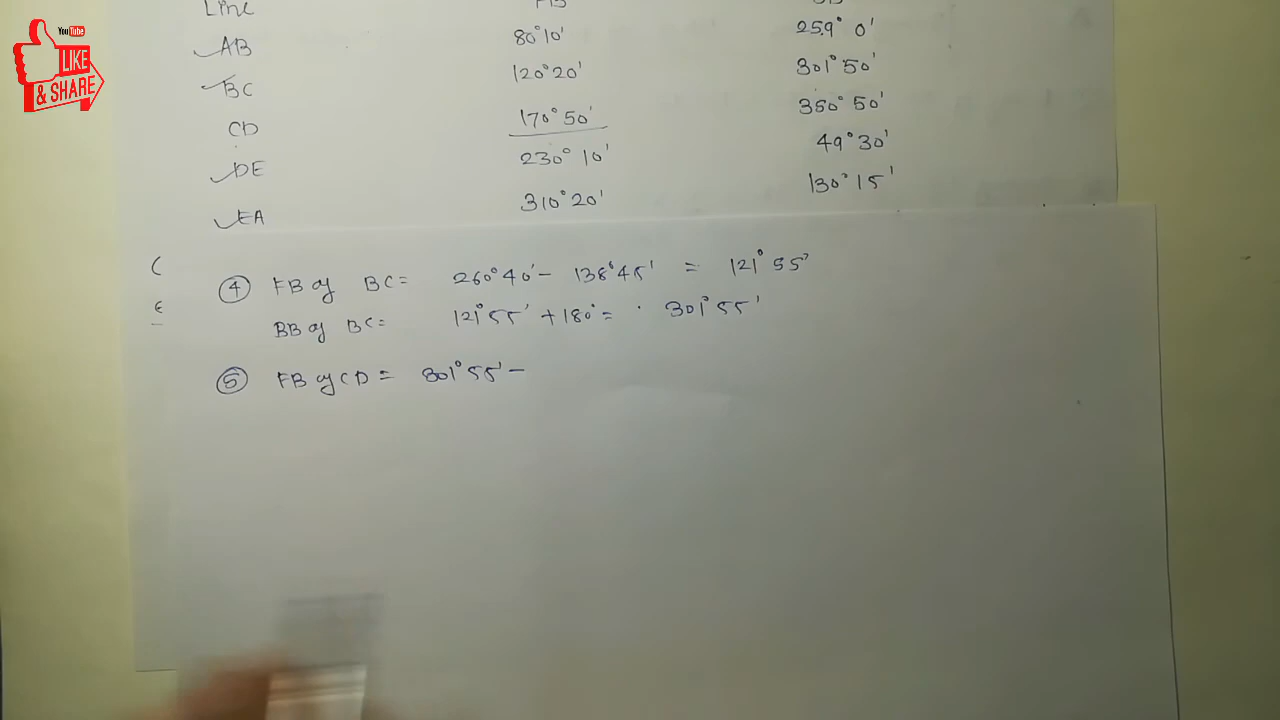 YouTube
LIKE
& SHARE
Line FB
AB 80°10' 259° 0'
BC 120°20' 301°50'
CD 170°50' 350° 50'
DE 230° 10' 49°30'
EA 310°20' 130°15'
④ FB of BC = 260°40' - 138°45' = 121° 55'
BB of BC = 121°55' + 180° = 301°55'
⑤ FB of CD = 301°55' -